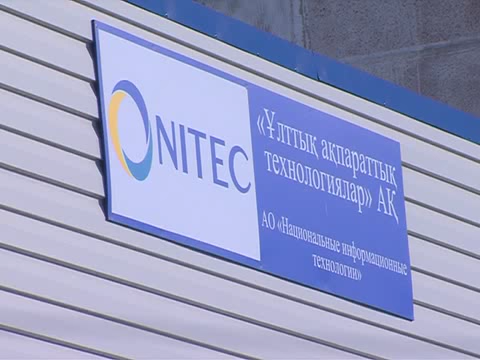 NITEC
«Ұлттық ақпараттық
технологиялар» АҚ
АО «Национальные информационные
технологии»